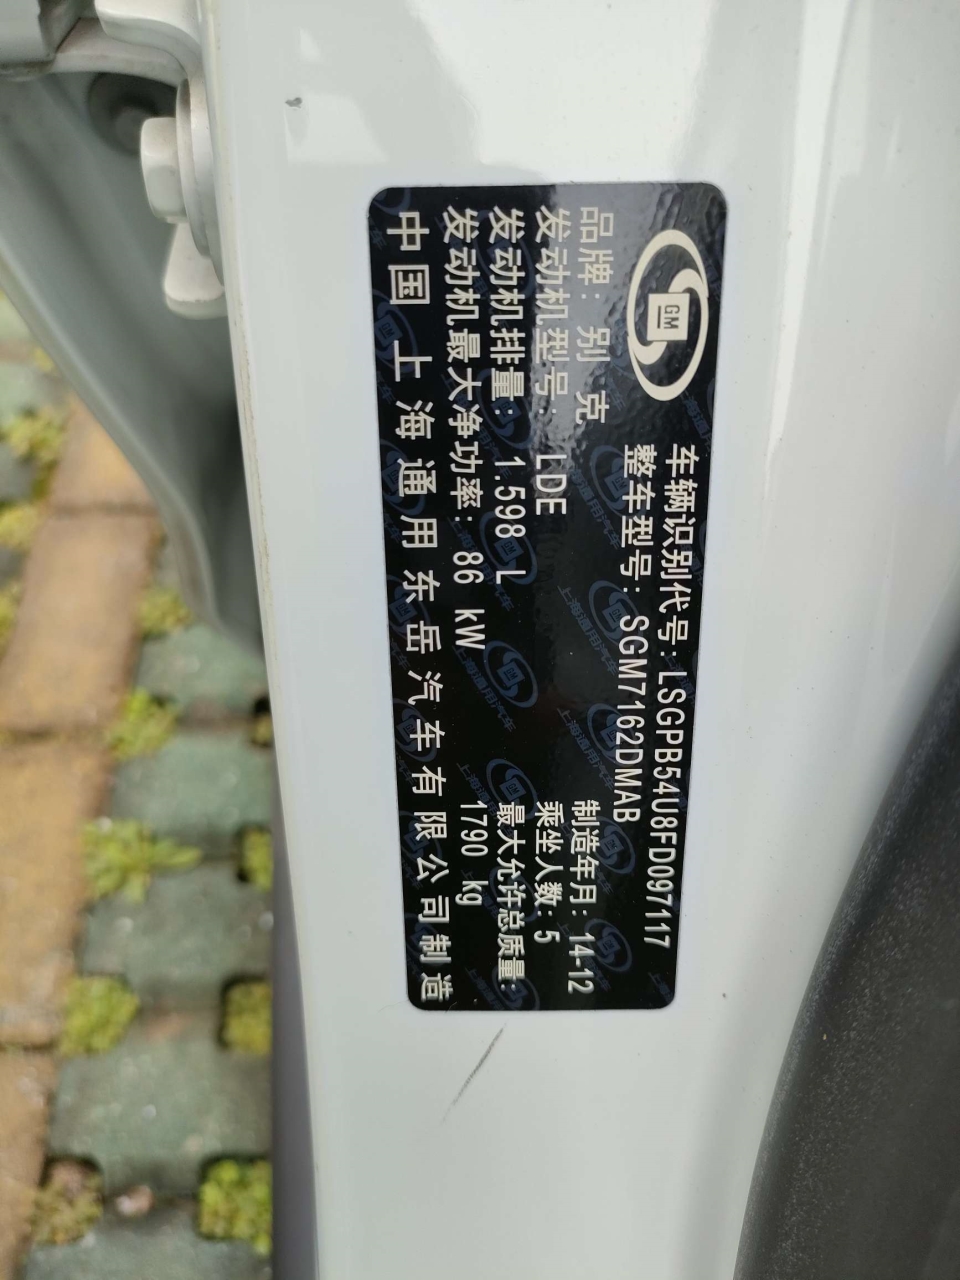 GM
车辆识别代号: LSGPB54U8FD097117
整车型号: SGM7162DMAB
品牌: 别 克
制造年月: 14-12
发动机型号: LDE
乘坐人数: 5
发动机排量: 1.598 L
最大允许总质量:
发动机最大净功率: 86 kW
1790 kg
中国 上海通用东岳汽车有限公司制造